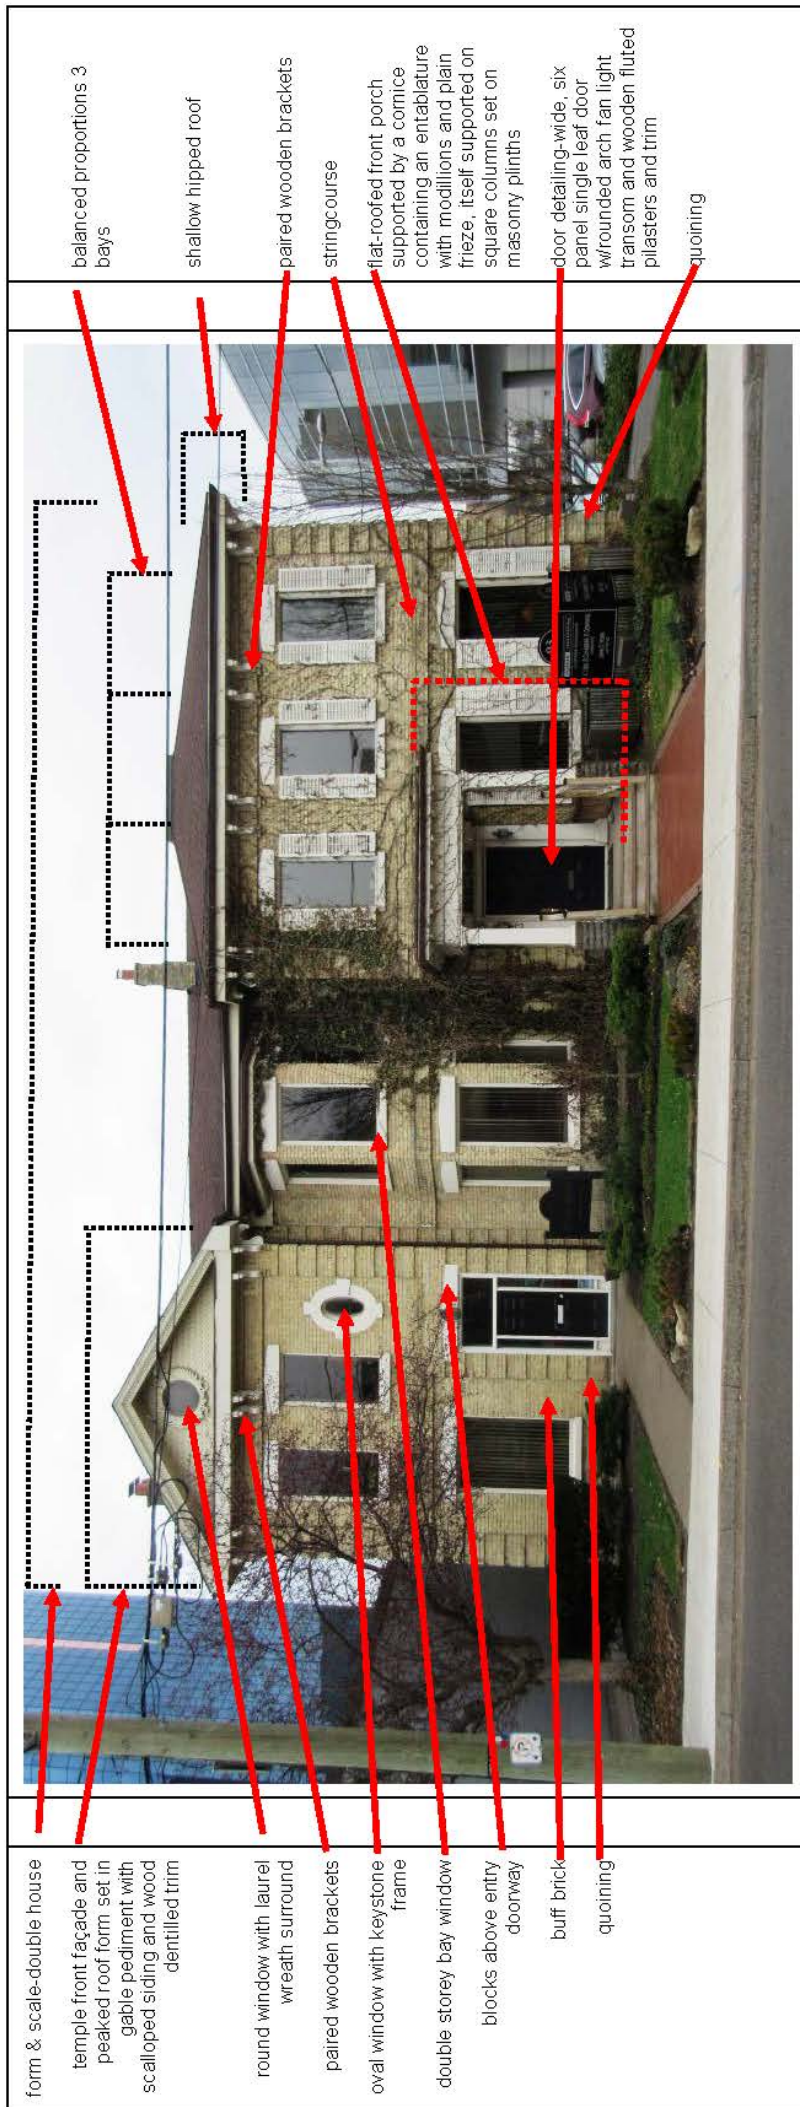 form & scale-double house
temple front façade and
peaked roof form set in
gable pediment with
scalloped siding and wood
dentilled trim
round window with laurel
wreath surround
paired wooden brackets
oval window with keystone
frame
double storey bay window
blocks above entry
doorway
buff brick
quoining
balanced proportions 3
bays
shallow hipped roof
paired wooden brackets
stringcourse
flat-roofed front porch
supported by a cornice
containing an entablature
with modillions and plain
frieze, itself supported on
square columns set on
masonry plinths
door detailing-wide, six
panel single leaf door
w/rounded arch fan light
transom and wooden fluted
pilasters and trim
quoining